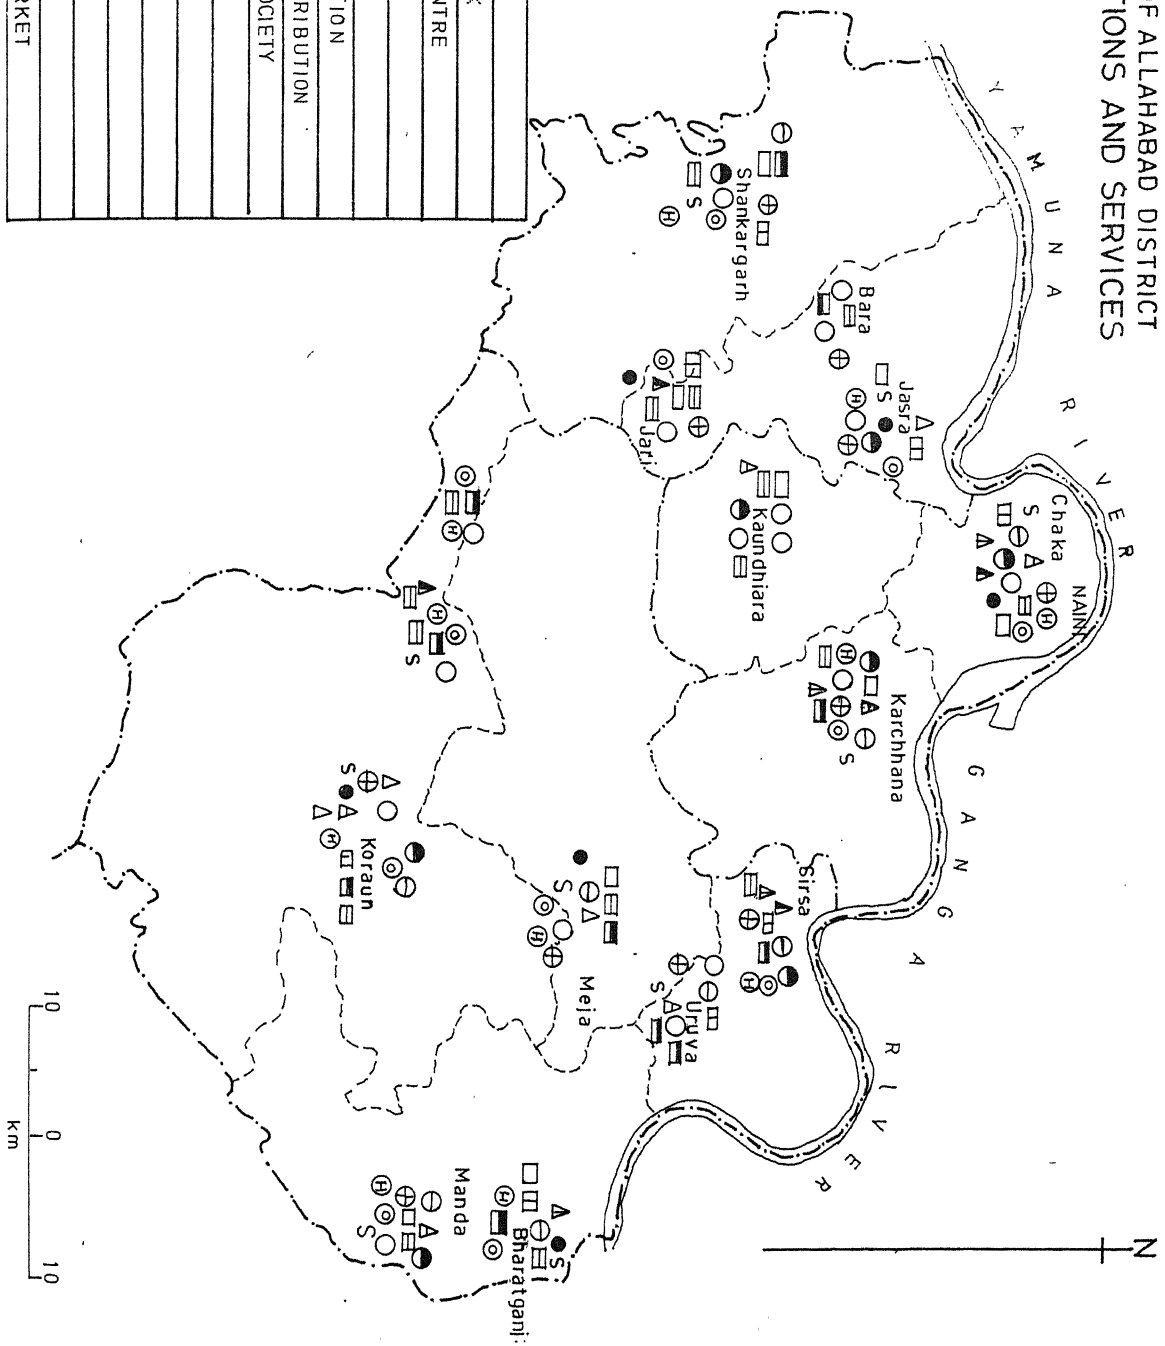 OF ALLAHABAD DISTRICT
TIONS AND SERVICES
YAMUNA RIVER
GANGA RIVER
N
Chaka
NAINI
S
Jasra
S
Bara
Shankargarh
S
Jari
Kaundhiara
Karchhana
S
Sirsa
Uruva
S
Meja
S
S
Koraun
S
Manda
S
Bharatganj
S
H
H
H
H
H
H
H
H
H
H
H
10 0 10
km
NTRE
TION
RIBUTION
OCIETY
RKET